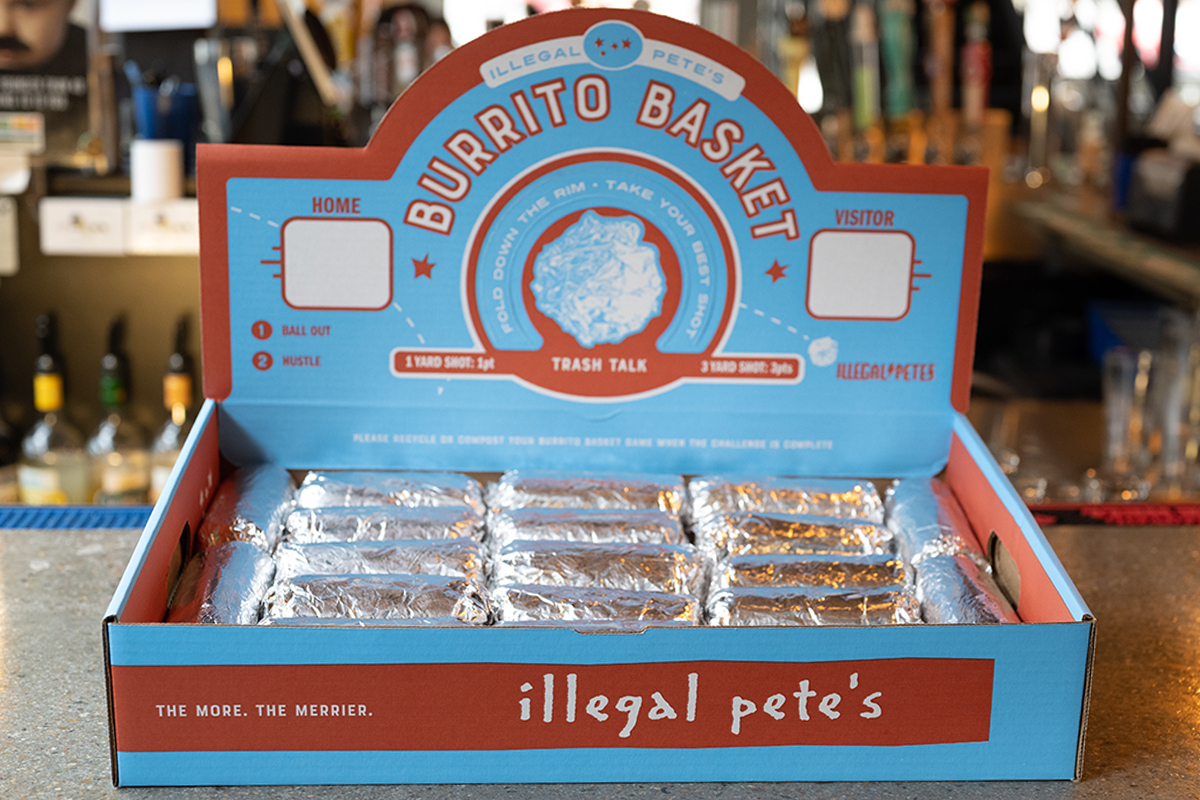 ILLEGAL PETE'S
BURRITO BASKET
FOLD DOWN THE RIM • TAKE YOUR BEST SHOT
HOME
VISITOR
1 BALL OUT
2 HUSTLE
1 YARD SHOT: 1pt
TRASH TALK
3 YARD SHOT: 3pts
ILLEGAL PETE'S
PLEASE RECYCLE OR COMPOST YOUR BURRITO BASKET GAME WHEN THE CHALLENGE IS COMPLETE
THE MORE. THE MERRIER.
illegal pete's